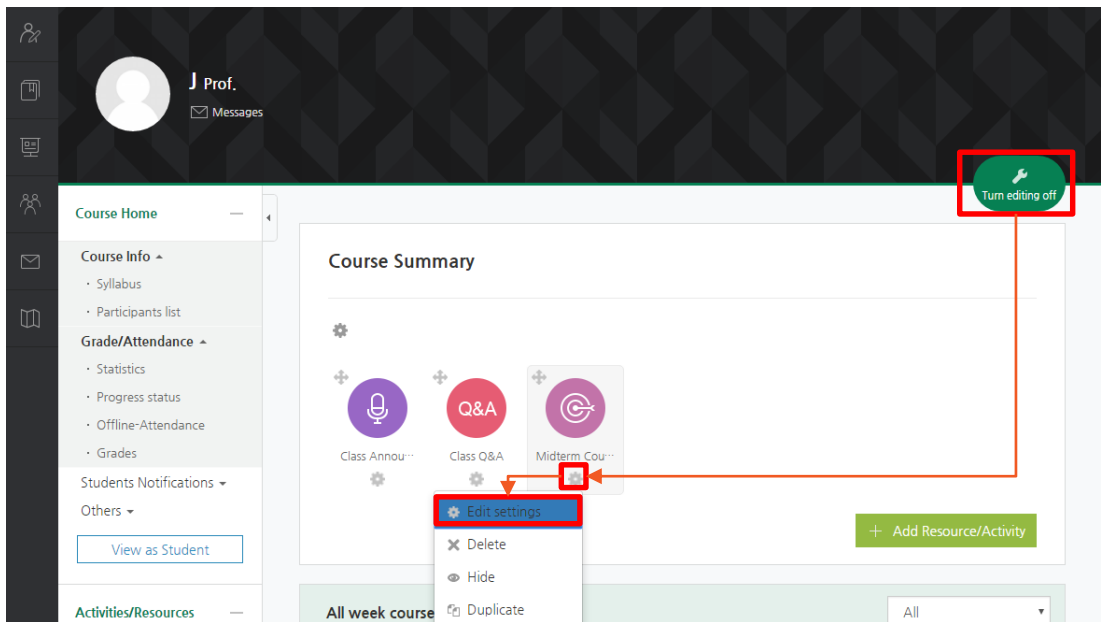 J Prof.
Messages
Turn editing off
Course Home
Course Info
Syllabus
Participants list
Grade/Attendance
Statistics
Progress status
Offline-Attendance
Grades
Students Notifications
Others
View as Student
Activities/Resources
Course Summary
Q&A
Class Annou···
Class Q&A
Midterm Cou···
Edit settings
Delete
Hide
Duplicate
+ Add Resource/Activity
All week course
All